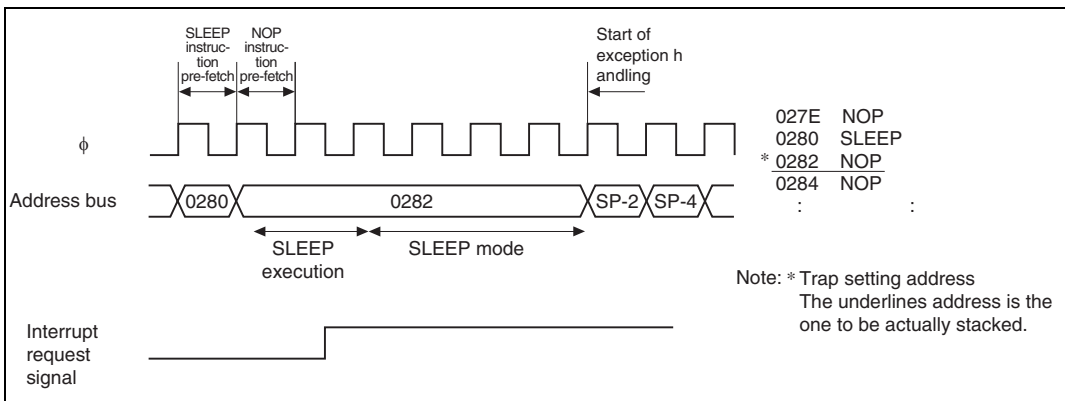 SLEEP
instruc-
tion
pre-fetch
NOP
instruc-
tion
pre-fetch
Start of
exception h
andling
ϕ
027E NOP
0280 SLEEP
* 0282 NOP
0284 NOP
: :
Address bus
0280 0282 SP-2 SP-4
SLEEP
execution
SLEEP mode
Note: * Trap setting address
The underlines address is the
one to be actually stacked.
Interrupt
request
signal